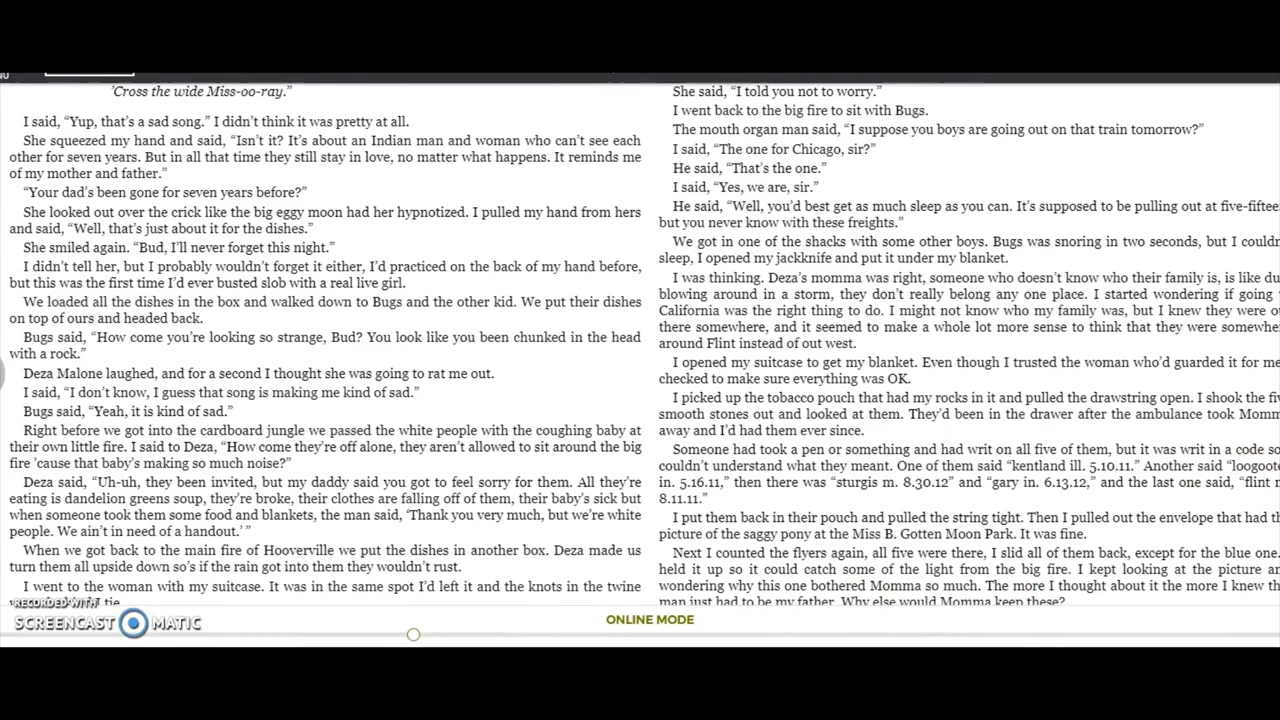 NU
’Cross the wide Miss-oo-ray.”
I said, “Yup, that’s a sad song.” I didn’t think it was pretty at all.
She squeezed my hand and said, “Isn’t it? It’s about an Indian man and woman who can’t see each
other for seven years. But in all that time they still stay in love, no matter what happens. It reminds me
of my mother and father.”
“Your dad’s been gone for seven years before?”
She looked out over the crick like the big eggy moon had her hypnotized. I pulled my hand from hers
and said, “Well, that’s just about it for the dishes.”
She smiled again. “Bud, I’ll never forget this night.”
I didn’t tell her, but I probably wouldn’t forget it either, I’d practiced on the back of my hand before,
but this was the first time I’d ever busted slob with a real live girl.
We loaded all the dishes in the box and walked down to Bugs and the other kid. We put their dishes
on top of ours and headed back.
Bugs said, “How come you’re looking so strange, Bud? You look like you been chunked in the head
with a rock.”
Deza Malone laughed, and for a second I thought she was going to rat me out.
I said, “I don’t know, I guess that song is making me kind of sad.”
Bugs said, “Yeah, it is kind of sad.”
Right before we got into the cardboard jungle we passed the white people with the coughing baby at
their own little fire. I said to Deza, “How come they’re off alone, they aren’t allowed to sit around the big
fire ’cause that baby’s making so much noise?”
Deza said, “Uh-uh, they been invited, but my daddy said you got to feel sorry for them. All they’re
eating is dandelion greens soup, they’re broke, their clothes are falling off of them, their baby’s sick but
when someone took them some food and blankets, the man said, ‘Thank you very much, but we’re white
people. We ain’t in need of a handout.’ ”
When we got back to the main fire of Hooverville we put the dishes in another box. Deza made us
turn them all upside down so’s if the rain got into them they wouldn’t rust.
I went to the woman with my suitcase. It was in the same spot I’d left it and the knots in the twine
tie.
She said, “I told you not to worry.”
I went back to the big fire to sit with Bugs.
The mouth organ man said, “I suppose you boys are going out on that train tomorrow?”
I said, “The one for Chicago, sir?”
He said, “That’s the one.”
I said, “Yes, we are, sir.”
He said, “Well, you’d best get as much sleep as you can. It’s supposed to be pulling out at five-fiftee
but you never know with these freights.”
We got in one of the shacks with some other boys. Bugs was snoring in two seconds, but I couldn
sleep, I opened my jackknife and put it under my blanket.
I was thinking. Deza’s momma was right, someone who doesn’t know who their family is, is like du
blowing around in a storm, they don’t really belong any one place. I started wondering if going
California was the right thing to do. I might not know who my family was, but I knew they were o
there somewhere, and it seemed to make a whole lot more sense to think that they were somewhe
around Flint instead of out west.
I opened my suitcase to get my blanket. Even though I trusted the woman who’d guarded it for me
checked to make sure everything was OK.
I picked up the tobacco pouch that had my rocks in it and pulled the drawstring open. I shook the fiv
smooth stones out and looked at them. They’d been in the drawer after the ambulance took Momm
away and I’d had them ever since.
Someone had took a pen or something and had writ on all five of them, but it was writ in a code so
couldn’t understand what they meant. One of them said “kentland ill. 5.10.11.” Another said “loogoote
in. 5.16.11,” then there was “sturgis m. 8.30.12” and “gary in. 6.13.12,” and the last one said, “flint m
8.11.11.”
I put them back in their pouch and pulled the string tight. Then I pulled out the envelope that had th
picture of the saggy pony at the Miss B. Gotten Moon Park. It was fine.
Next I counted the flyers again, all five were there, I slid all of them back, except for the blue one.
held it up so it could catch some of the light from the big fire. I kept looking at the picture an
wondering why this one bothered Momma so much. The more I thought about it the more I knew th
man just had to be my father. Why else would Momma keep these?
RECORDED WITH
SCREENCAST MATIC
ONLINE MODE